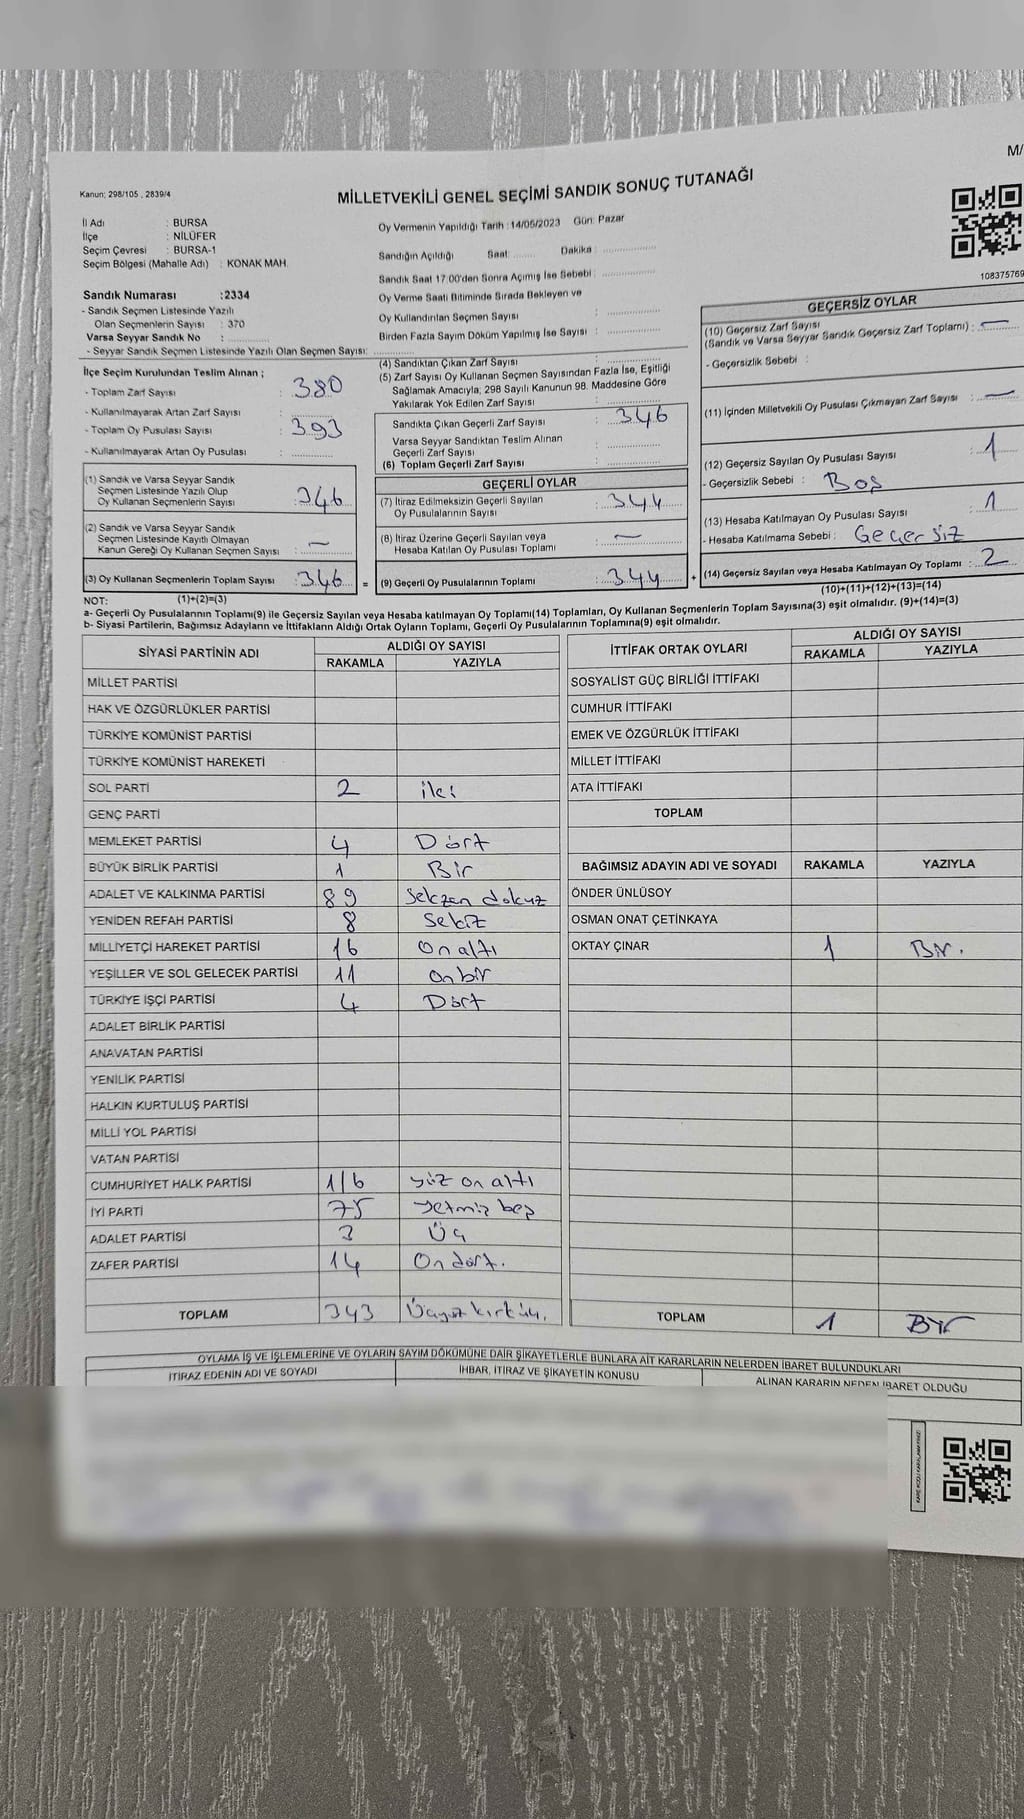 M/
Kanun; 298/105 , 2839/4
MİLLETVEKİLİ GENEL SEÇİMİ SANDIK SONUÇ TUTANAĞI
İl Adı : BURSA
İlçe : NİLÜFER
Seçim Çevresi : BURSA-1
Seçim Bölgesi (Mahalle Adı) : KONAK MAH.
Sandık Numarası :2334
- Sandık Seçmen Listesinde Yazılı
Olan Seçmenlerin Sayısı : 370
Varsa Seyyar Sandık No :
- Seyyar Sandık Seçmen Listesinde Yazılı Olan Seçmen Sayısı:
Oy Vermenin Yapıldığı Tarih :14/05/2023 Gün: Pazar
Sandığın Açıldığı Saat: Dakika :
Sandık Saat 17:00'den Sonra Açımış İse Sebebi :
Oy Verme Saati Bitiminde Sırada Bekleyen ve
Oy Kullandırılan Seçmen Sayısı :
Birden Fazla Sayım Döküm Yapılmış İse Sayısı :
108375769
İlçe Seçim Kurulundan Teslim Alınan ;
- Toplam Zarf Sayısı : 380
- Kullanılmayarak Artan Zarf Sayısı :
- Toplam Oy Pusulası Sayısı : 393
- Kullanılmayarak Artan Oy Pusulası :
(4) Sandıktan Çıkan Zarf Sayısı :
(5) Zarf Sayısı Oy Kullanan Seçmen Sayısından Fazla İse, Eşitliği
Sağlamak Amacıyla, 298 Sayılı Kanunun 98. Maddesine Göre
Yakılarak Yok Edilen Zarf Sayısı :
Sandıkta Çıkan Geçerli Zarf Sayısı : 346
Varsa Seyyar Sandıktan Teslim Alınan
Geçerli Zarf Sayısı :
(6) Toplam Geçerli Zarf Sayısı :
GEÇERSİZ OYLAR
(10) Geçersiz Zarf Sayısı
(Sandık ve Varsa Seyyar Sandık Geçersiz Zarf Toplamı) : —
- Geçersizlik Sebebi :
(11) İçinden Milletvekili Oy Pusulası Çıkmayan Zarf Sayısı : —
(12) Geçersiz Sayılan Oy Pusulası Sayısı : 1
- Geçersizlik Sebebi : Boş
(13) Hesaba Katılmayan Oy Pusulası Sayısı : 1
- Hesaba Katılmama Sebebi : Geçersiz
(14) Geçersiz Sayılan veya Hesaba Katılmayan Oy Toplamı : 2
(10)+(11)+(12)+(13)=(14)
(1) Sandık ve Varsa Seyyar Sandık
Seçmen Listesinde Yazılı Olup
Oy Kullanan Seçmenlerin Sayısı : 346
(2) Sandık ve Varsa Seyyar Sandık
Seçmen Listesinde Kayıtlı Olmayan
Kanun Gereği Oy Kullanan Seçmen Sayısı : —
(3) Oy Kullanan Seçmenlerin Toplam Sayısı : 346 =
GEÇERLİ OYLAR
(7) İtiraz Edilmeksizin Geçerli Sayılan
Oy Pusulalarının Sayısı : 344
(8) İtiraz Üzerine Geçerli Sayılan veya
Hesaba Katılan Oy Pusulası Toplamı : —
(9) Geçerli Oy Pusulalarının Toplamı : 344 +
NOT: (1)+(2)=(3)
a- Geçerli Oy Pusulalarının Toplamı(9) ile Geçersiz Sayılan veya Hesaba katılmayan Oy Toplamı(14) Toplamları, Oy Kullanan Seçmenlerin Toplam Sayısına(3) eşit olmalıdır. (9)+(14)=(3)
b- Siyasi Partilerin, Bağımsız Adayların ve İttifakların Aldığı Ortak Oyların Toplamı, Geçerli Oy Pusulalarının Toplamına(9) eşit olmalıdır.
SİYASİ PARTİNİN ADI ALDIĞI OY SAYISI
RAKAMLA YAZIYLA
MİLLET PARTİSİ
HAK VE ÖZGÜRLÜKLER PARTİSİ
TÜRKİYE KOMÜNİST PARTİSİ
TÜRKİYE KOMÜNİST HAREKETİ
SOL PARTİ 2 iki
GENÇ PARTİ
MEMLEKET PARTİSİ 4 Dört
BÜYÜK BİRLİK PARTİSİ 1 Bir
ADALET VE KALKINMA PARTİSİ 89 Seksen dokuz
YENİDEN REFAH PARTİSİ 8 Sekiz
MİLLİYETÇİ HAREKET PARTİSİ 16 On altı
YEŞİLLER VE SOL GELECEK PARTİSİ 11 Onbir
TÜRKİYE İŞÇİ PARTİSİ 4 Dört
ADALET BİRLİK PARTİSİ
ANAVATAN PARTİSİ
YENİLİK PARTİSİ
HALKIN KURTULUŞ PARTİSİ
MİLLİ YOL PARTİSİ
VATAN PARTİSİ
CUMHURİYET HALK PARTİSİ 116 yüz on altı
İYİ PARTİ 75 yetmiş beş
ADALET PARTİSİ 3 Üç
ZAFER PARTİSİ 14 On dört.
TOPLAM 343 Üçyüz kırküç.
İTTİFAK ORTAK OYLARI ALDIĞI OY SAYISI
RAKAMLA YAZIYLA
SOSYALİST GÜÇ BİRLİĞİ İTTİFAKI
CUMHUR İTTİFAKI
EMEK VE ÖZGÜRLÜK İTTİFAKI
MİLLET İTTİFAKI
ATA İTTİFAKI
TOPLAM
BAĞIMSIZ ADAYIN ADI VE SOYADI RAKAMLA YAZIYLA
ÖNDER ÜNLÜSOY
OSMAN ONAT ÇETİNKAYA
OKTAY ÇINAR 1 Bir.
TOPLAM 1 Bir
OYLAMA İŞ VE İŞLEMLERİNE VE OYLARIN SAYIM DÖKÜMÜNE DAİR ŞİKAYETLERLE BUNLARA AİT KARARLARIN NELERDEN İBARET BULUNDUKLARI
İTİRAZ EDENİN ADI VE SOYADI İHBAR, İTİRAZ VE ŞİKAYETİN KONUSU ALINAN KARARIN NEDEN İBARET OLDUĞU